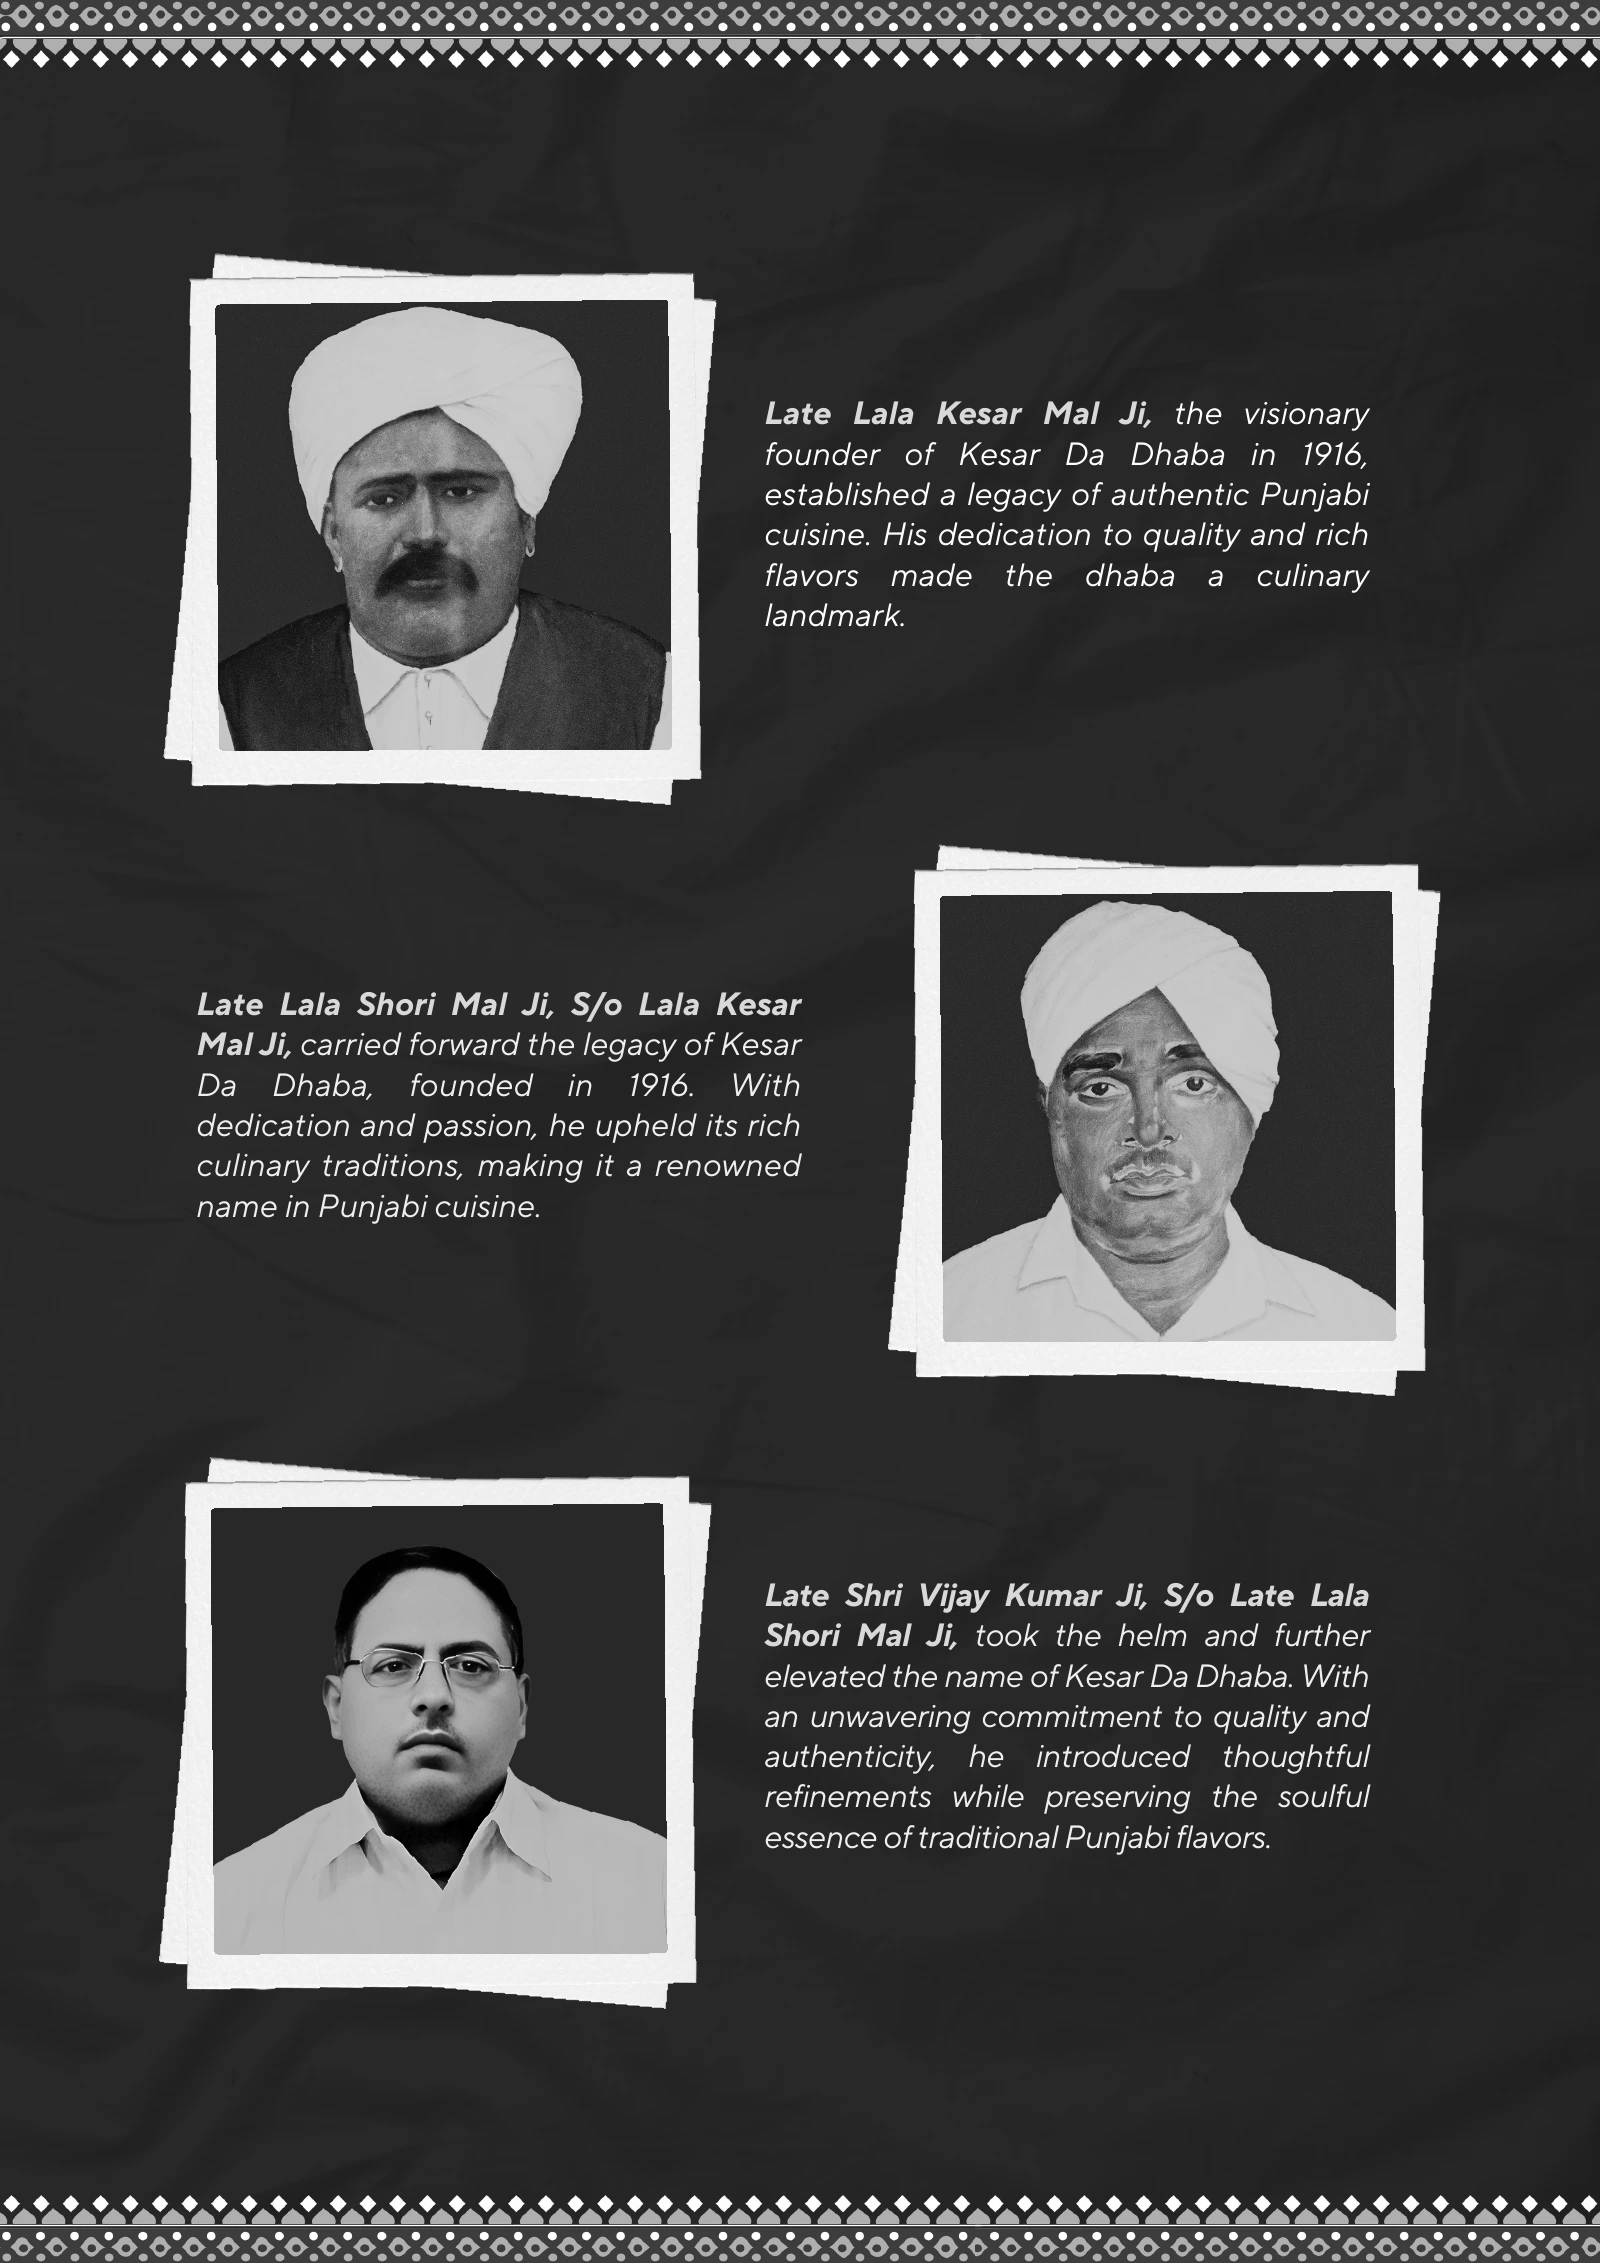 Late Lala Kesar Mal Ji, the visionary
founder of Kesar Da Dhaba in 1916,
established a legacy of authentic Punjabi
cuisine. His dedication to quality and rich
flavors made the dhaba a culinary
landmark.
Late Lala Shori Mal Ji, S/o Lala Kesar
Mal Ji, carried forward the legacy of Kesar
Da Dhaba, founded in 1916. With
dedication and passion, he upheld its rich
culinary traditions, making it a renowned
name in Punjabi cuisine.
Late Shri Vijay Kumar Ji, S/o Late Lala
Shori Mal Ji, took the helm and further
elevated the name of Kesar Da Dhaba. With
an unwavering commitment to quality and
authenticity, he introduced thoughtful
refinements while preserving the soulful
essence of traditional Punjabi flavors.